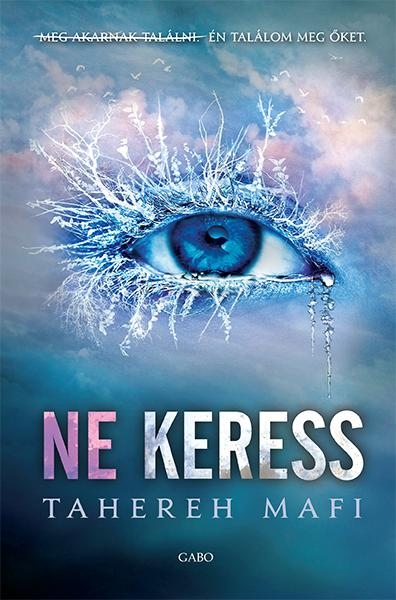 MEG AKARNAK TALÁLNI. ÉN TALÁLOM MEG ŐKET.
NE KERESS
TAHEREH MAFI
GABO